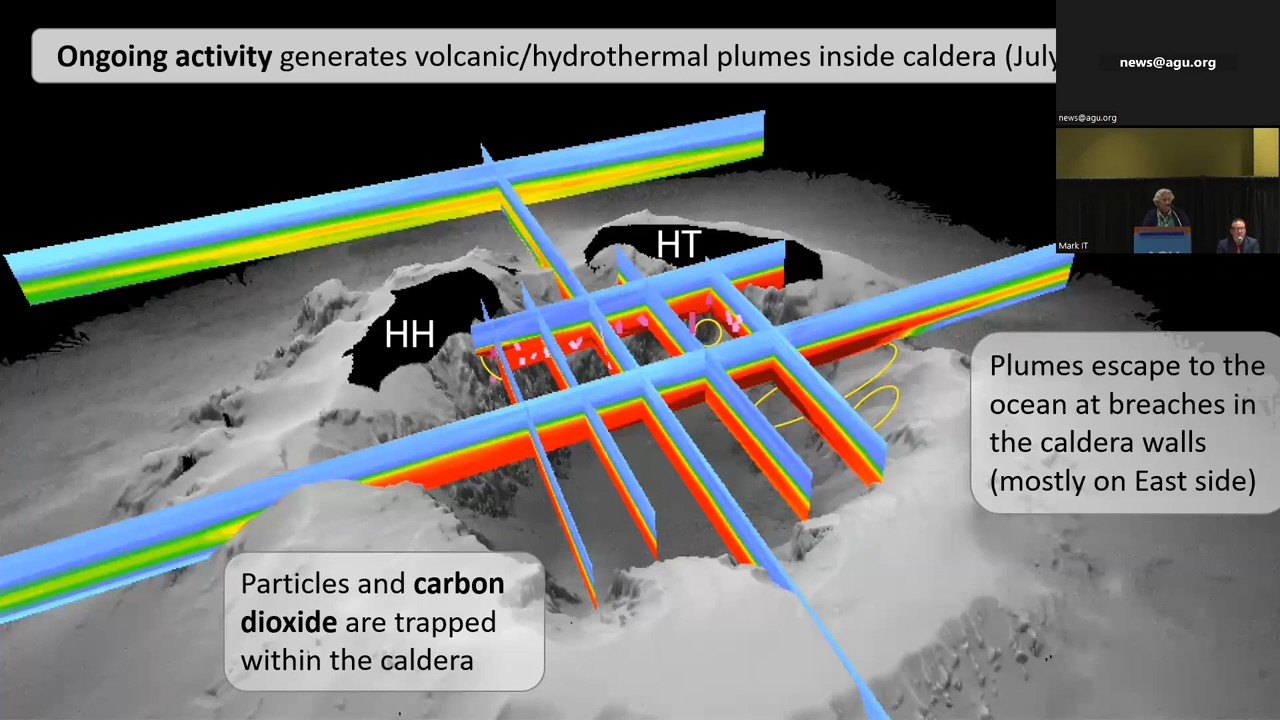 Ongoing activity generates volcanic/hydrothermal plumes inside caldera (July
news@agu.org
news@agu.org
Mark IT
HT
HH
Plumes escape to the
ocean at breaches in
the caldera walls
(mostly on East side)
Particles and carbon
dioxide are trapped
within the caldera